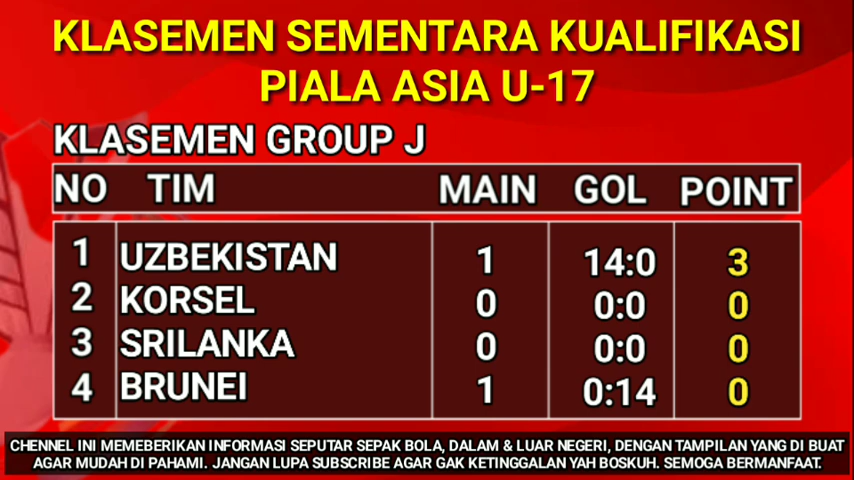 KLASEMEN SEMENTARA KUALIFIKASI
PIALA ASIA U-17
KLASEMEN GROUP J
NO TIM MAIN GOL POINT
1 UZBEKISTAN 1 14:0 3
2 KORSEL 0 0:0 0
3 SRILANKA 0 0:0 0
4 BRUNEI 1 0:14 0
CHENNEL INI MEMEBERIKAN INFORMASI SEPUTAR SEPAK BOLA, DALAM & LUAR NEGERI, DENGAN TAMPILAN YANG DI BUAT
AGAR MUDAH DI PAHAMI. JANGAN LUPA SUBSCRIBE AGAR GAK KETINGGALAN YAH BOSKUH. SEMOGA BERMANFAAT.